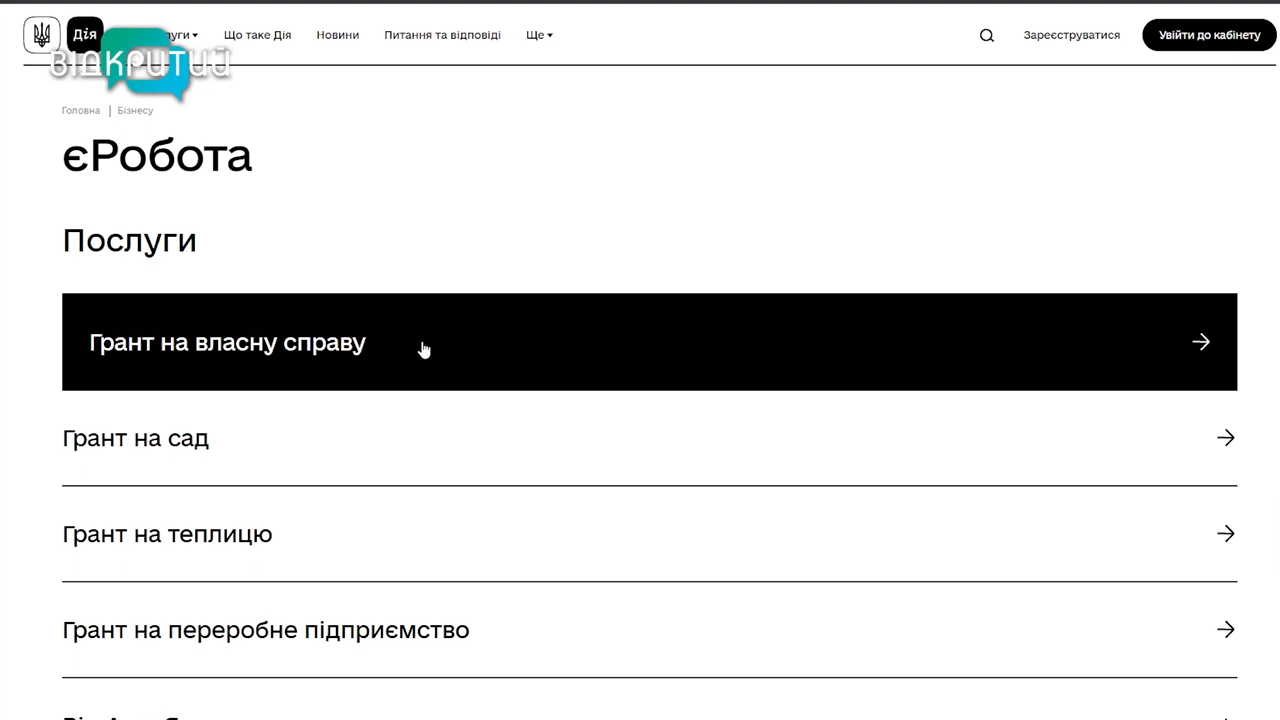 Дія
Що таке Дія
Новини
Питання та відповіді
Ще
Зареєструватися
Увійти до кабінету
ВІДКРИТИЙ
Головна | Бізнесу
єРобота
Послуги
Грант на власну справу
Грант на сад
Грант на теплицю
Грант на переробне підприємство